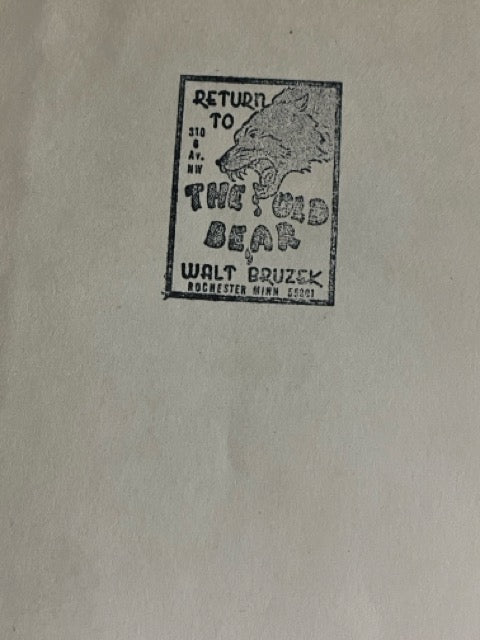 RETURN
TO
310
6
Av.
NW
THE OLD
BEAR
WALT BRUZEK
ROCHESTER MINN 55901